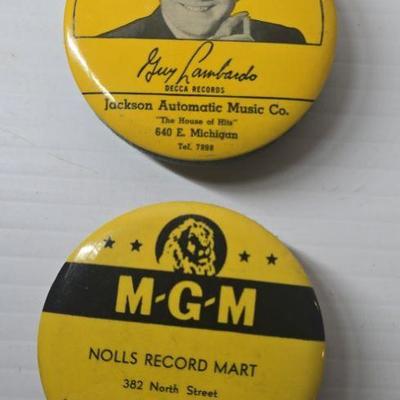 Guy Lombardo
DECCA RECORDS
Jackson Automatic Music Co.
"The House of Hits"
640 E. Michigan
Tel. 7898
M-G-M
NOLLS RECORD MART
382 North Street